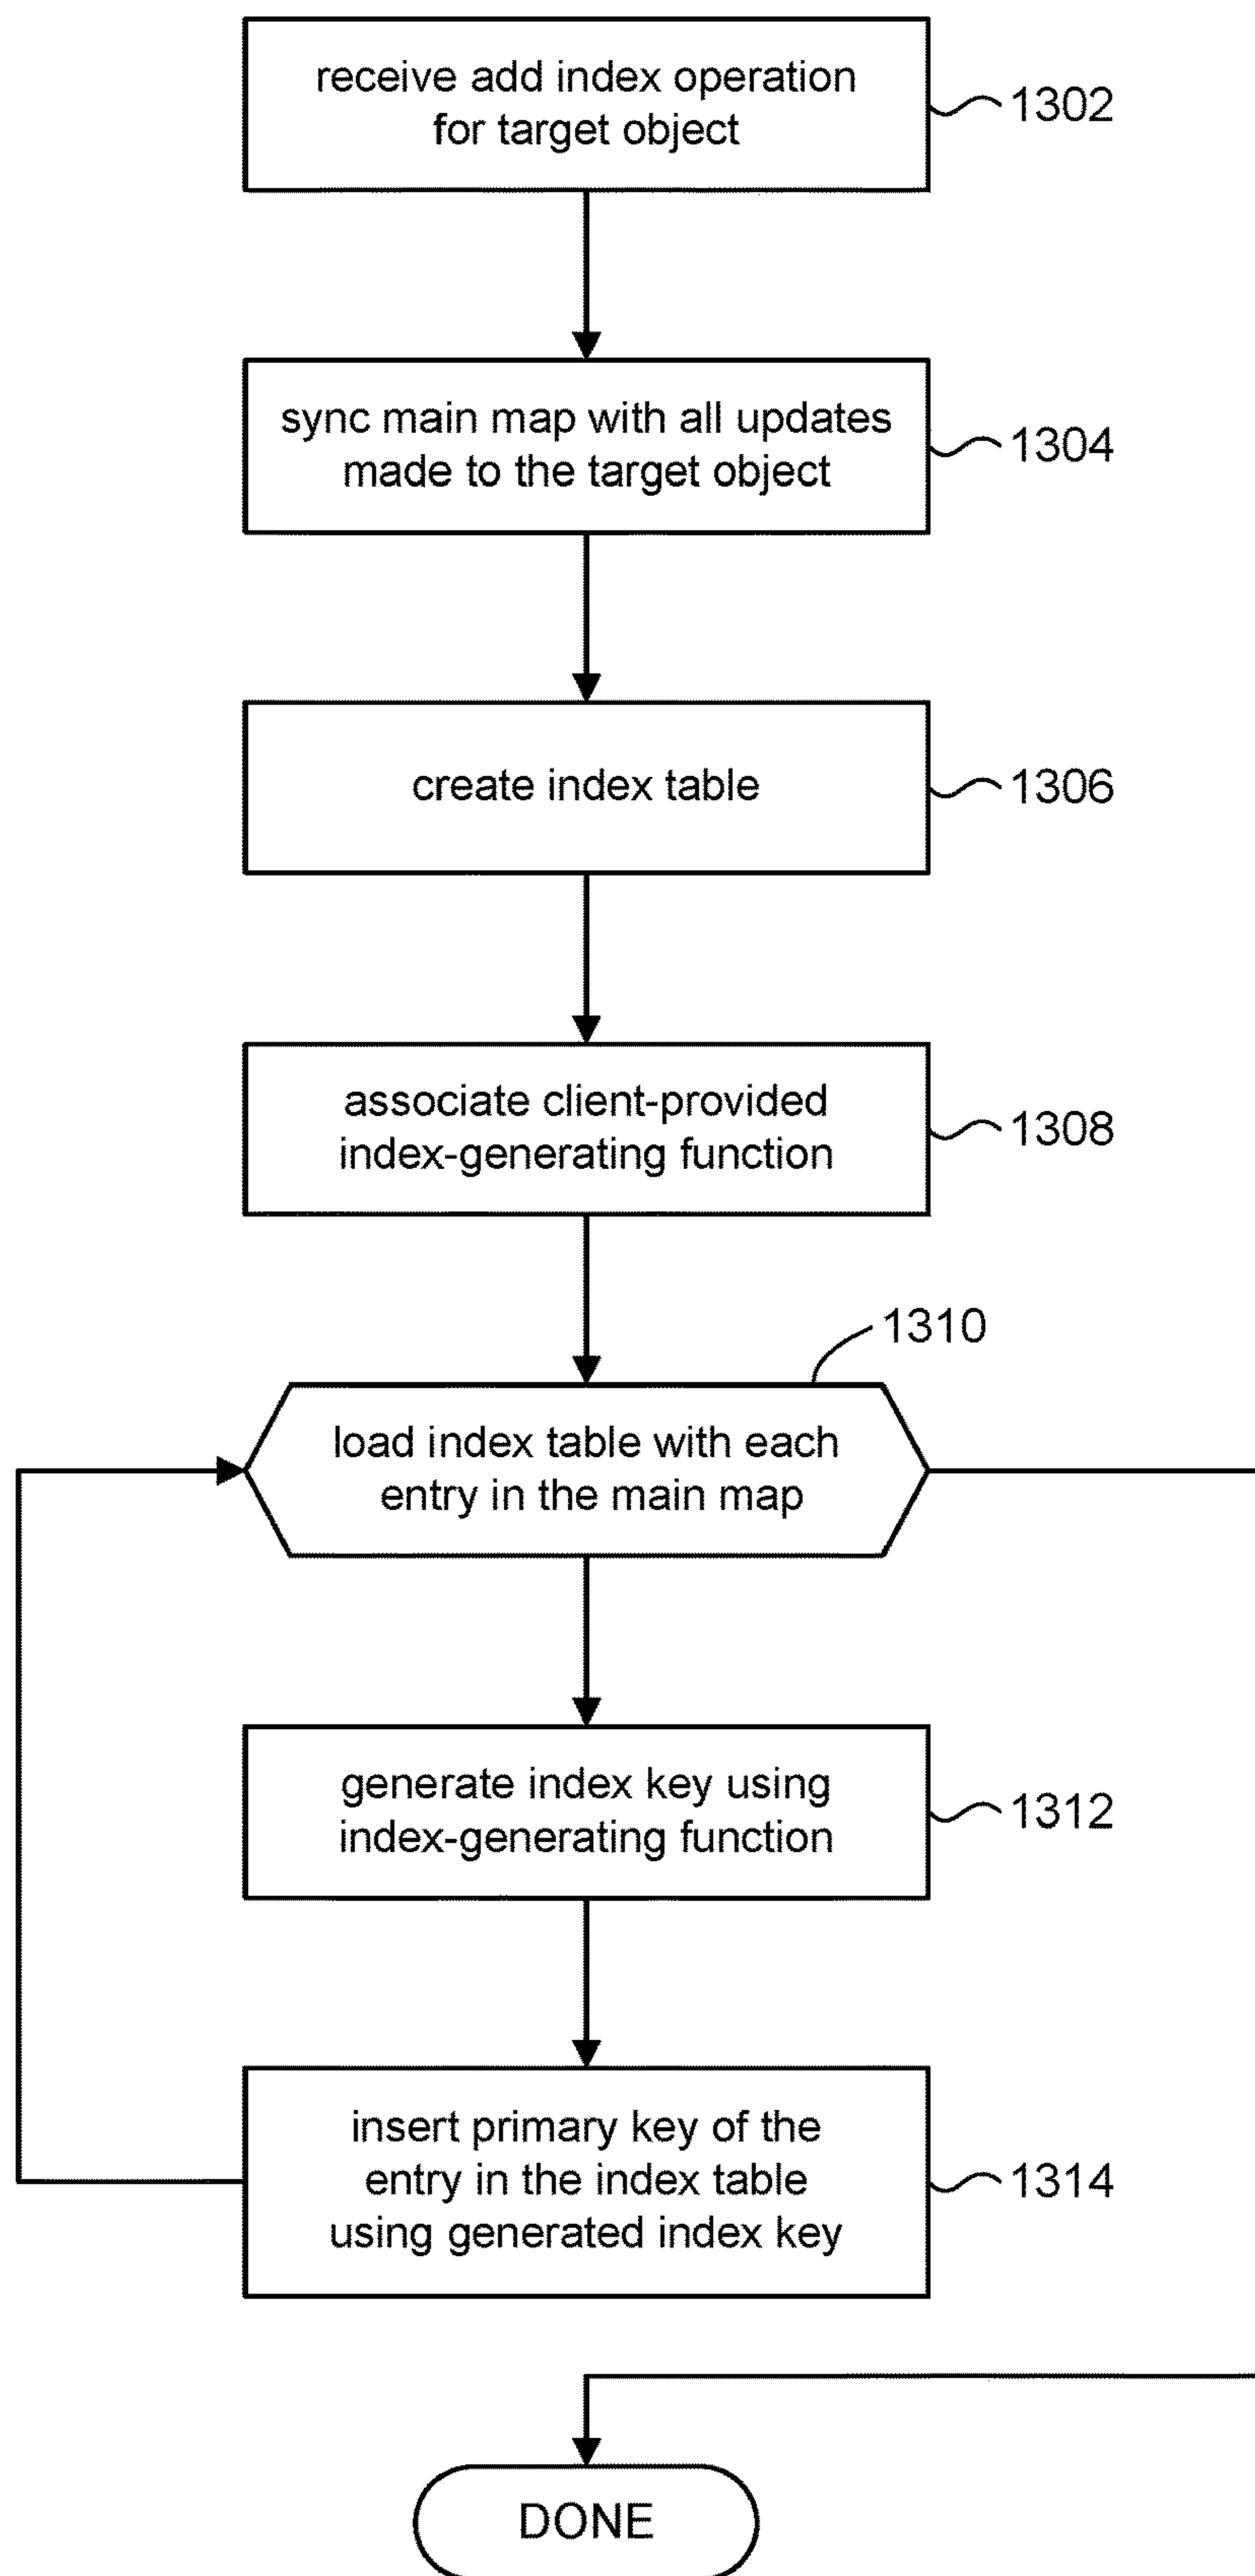 receive add index operation
for target object
1302
sync main map with all updates
made to the target object
1304
create index table
1306
associate client-provided
index-generating function
1308
1310
load index table with each
entry in the main map
generate index key using
index-generating function
1312
insert primary key of the
entry in the index table
using generated index key
1314
DONE